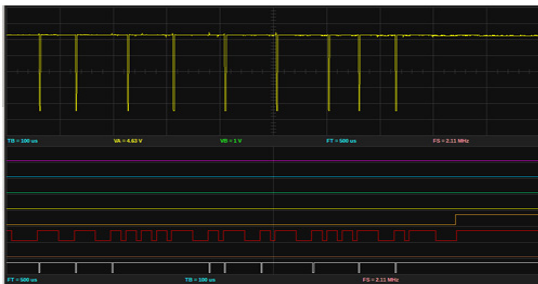 TB = 100 us VA = 4.63 V VB = 1 V FT = 500 us FS = 2.11 MHz
FT = 500 us TB = 100 us FS = 2.11 MHz